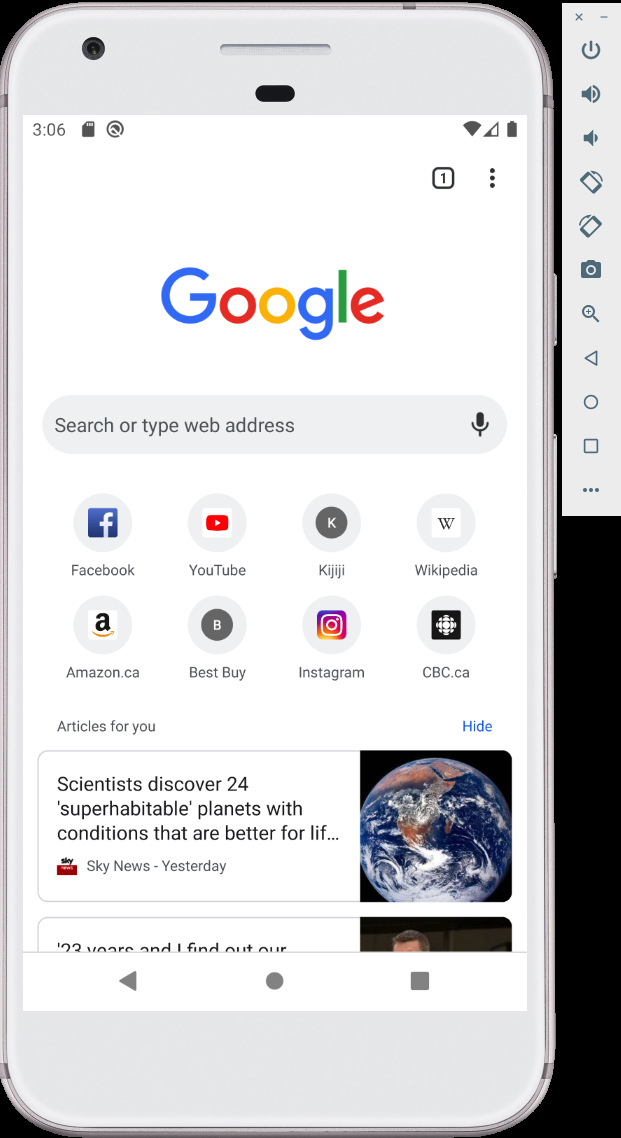 3:06
1
Google
Search or type web address
K
W
Facebook
YouTube
Kijiji
Wikipedia
a
B
Amazon.ca
Best Buy
Instagram
CBC.ca
Articles for you
Hide
Scientists discover 24
'superhabitable' planets with
conditions that are better for lif…
sky news
Sky News - Yesterday
'23 years and I find out our